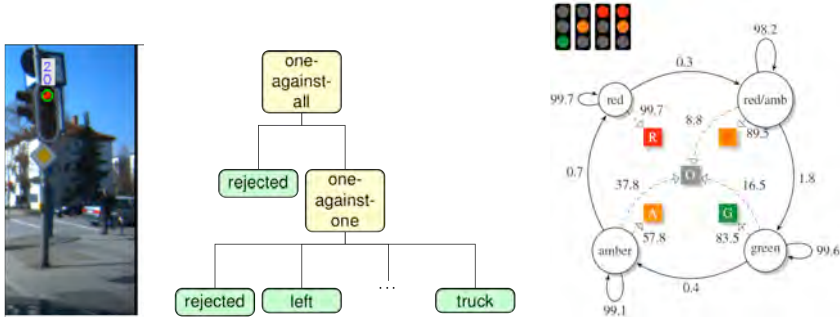 2
0
one-
against-
all
rejected
one-
against-
one
rejected
left
...
truck
98.2
0.3
red
red/amb
99.7
99.7
8.8
89.5
R
O
0.7
37.8
16.5
1.8
A
G
57.8
83.5
amber
green
99.6
0.4
99.1